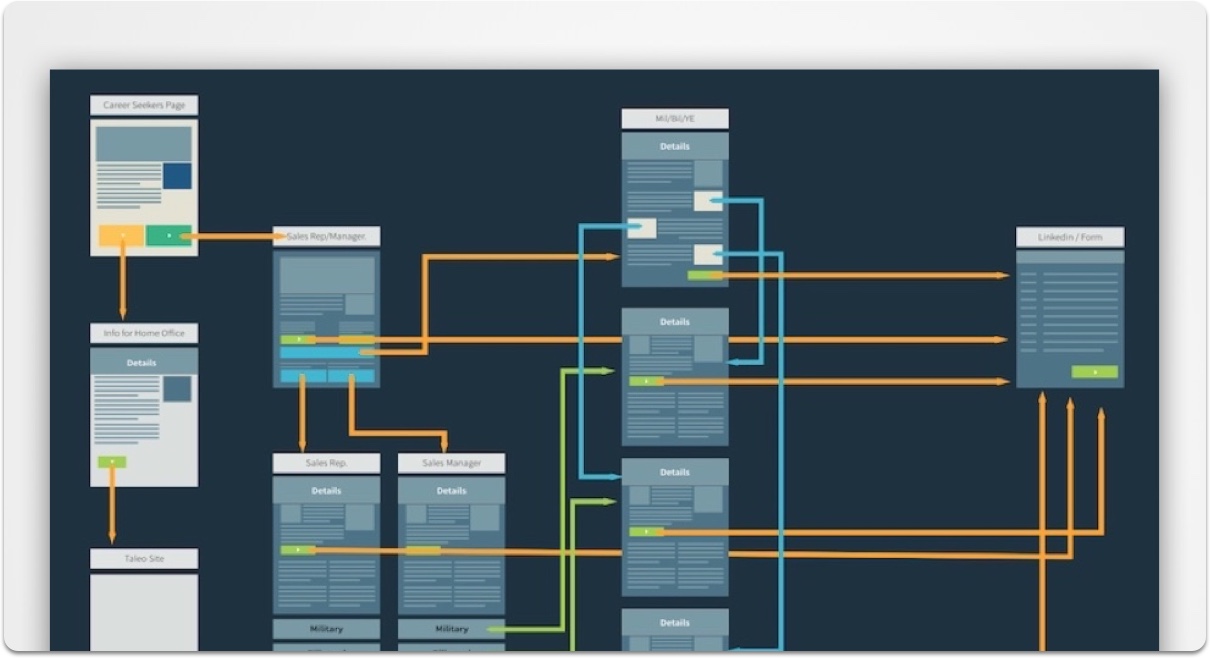 Career Seekers Page
Mil/Bil/YE
Details
Sales Rep/Manager.
Linkedin / Form
Info for Home Office
Details
Details
Sales Rep.
Sales Manager
Details
Details
Details
Taleo Site
Details
Military
Military